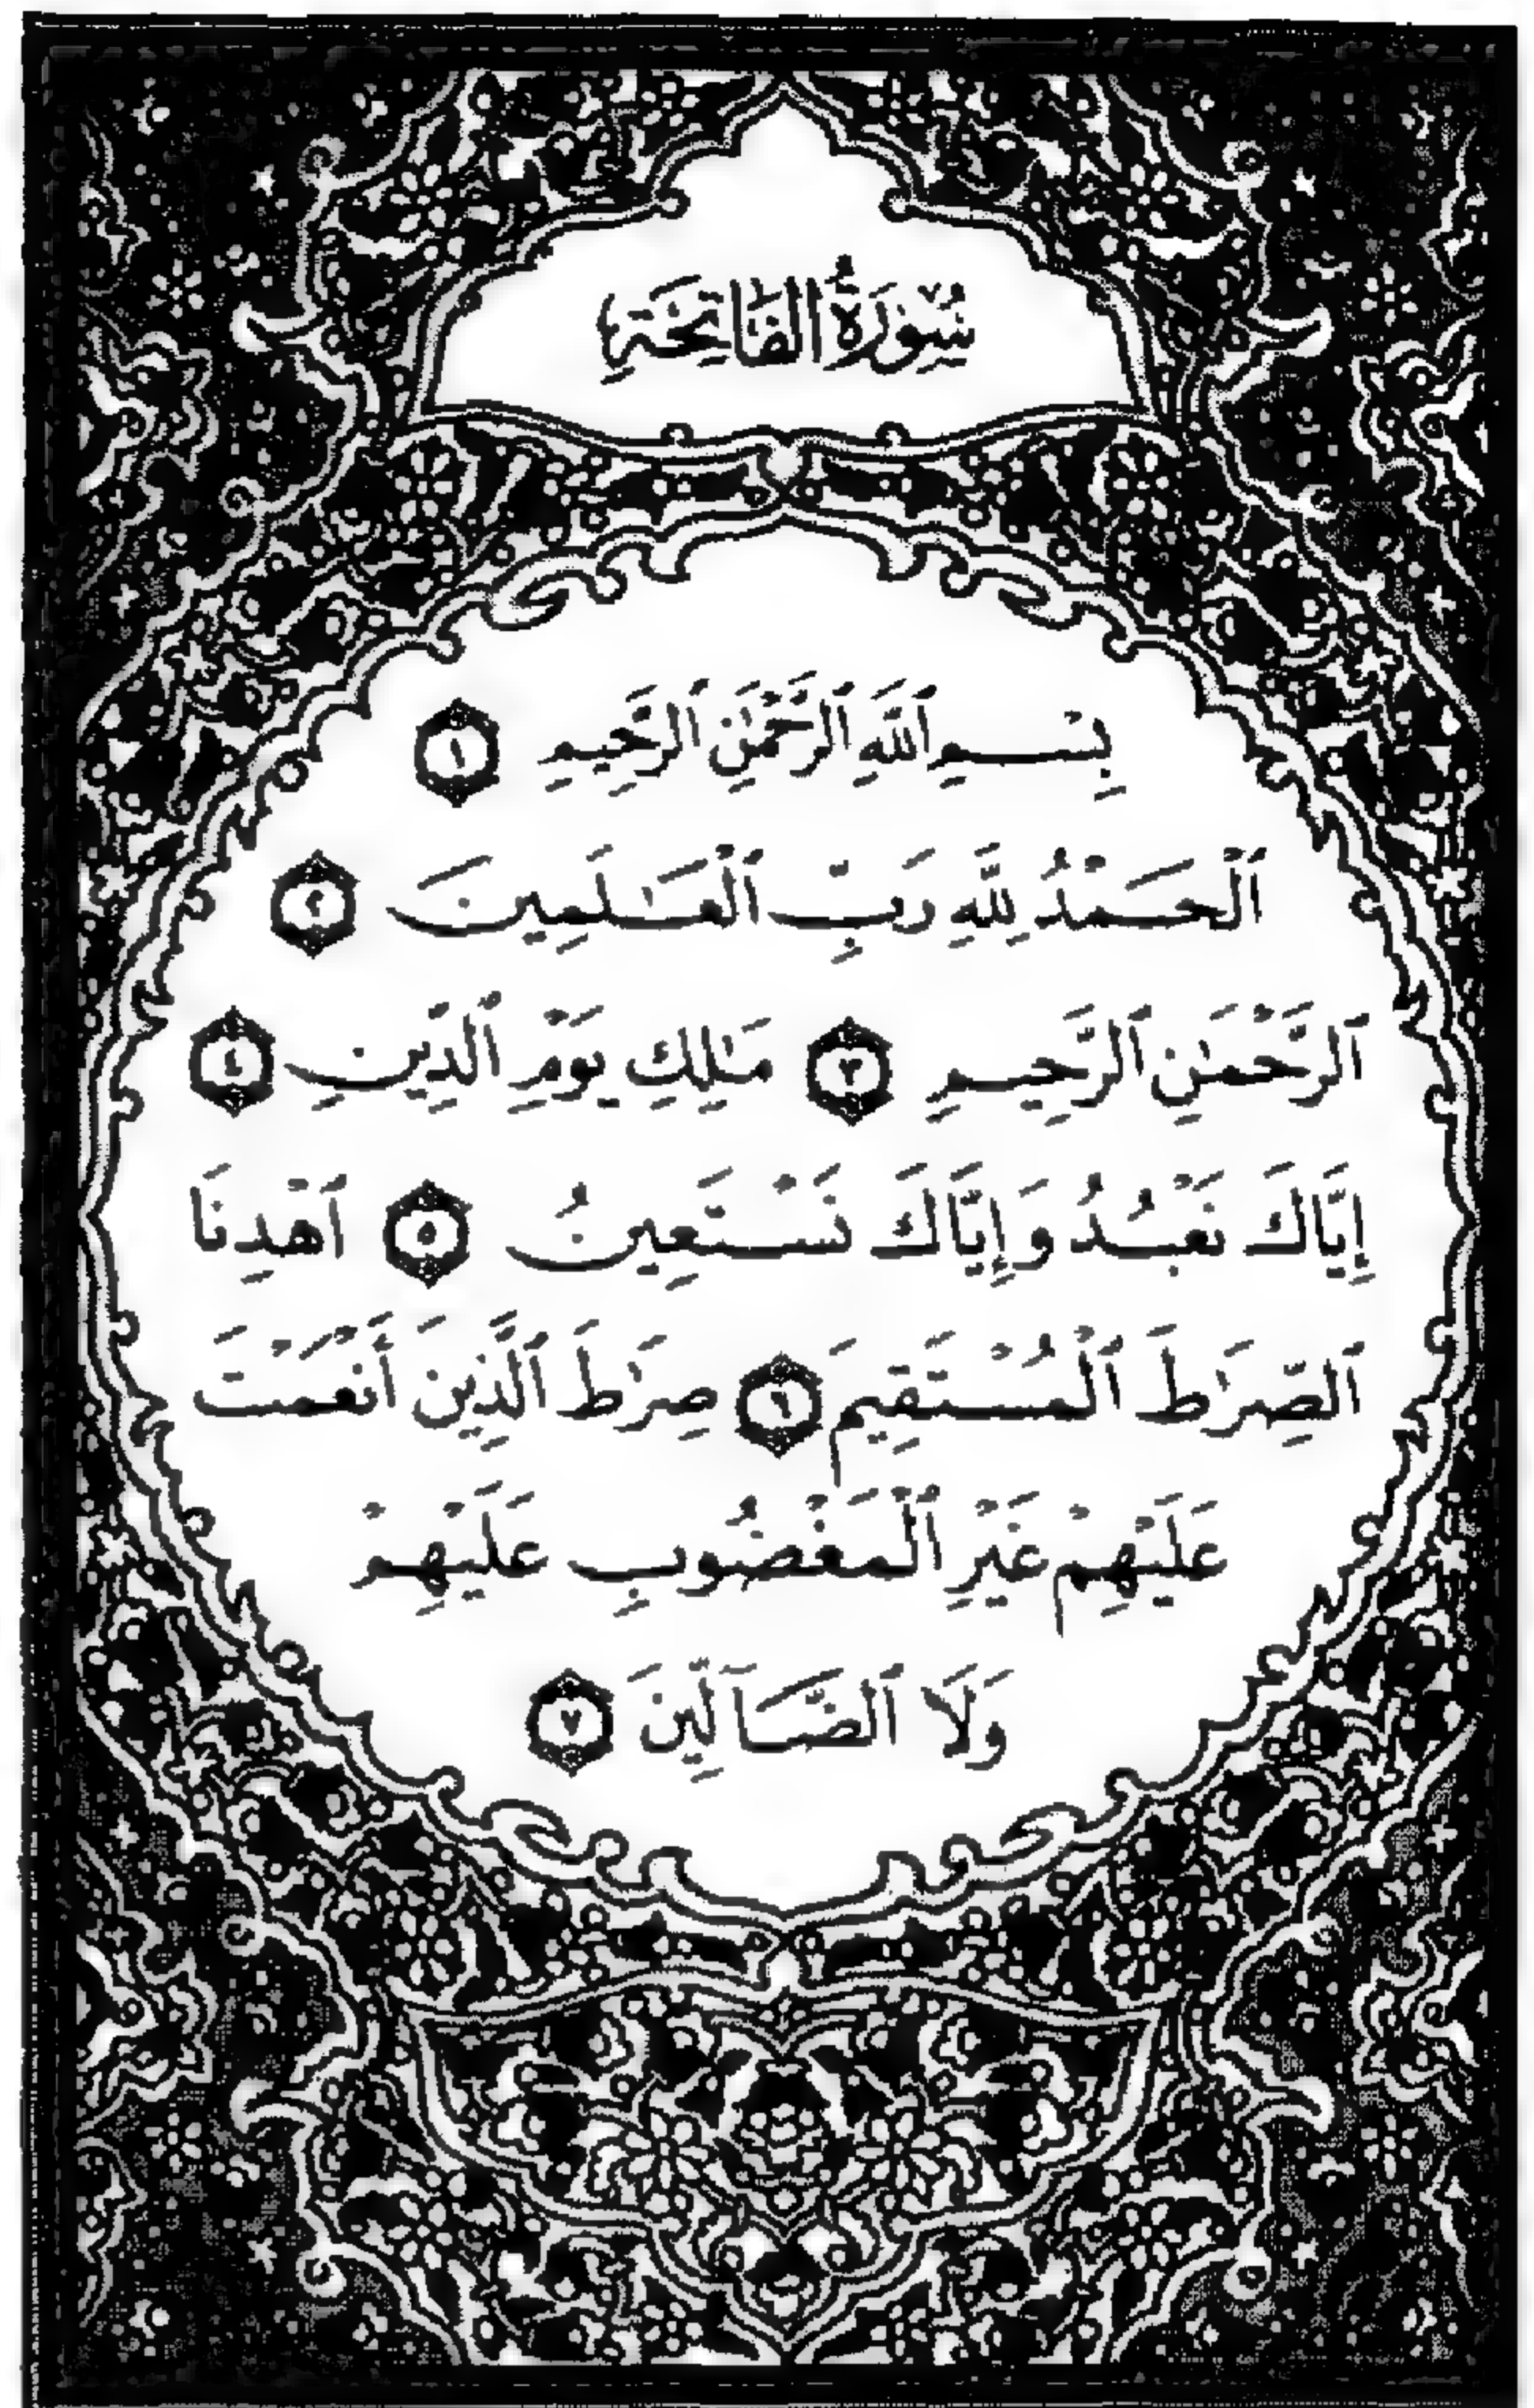 سُورَةُ الفَاتِحَةِ
بِسۡمِ ٱللَّهِ ٱلرَّحۡمَٰنِ ٱلرَّحِيمِ ١
ٱلۡحَمۡدُ لِلَّهِ رَبِّ ٱلۡعَٰلَمِينَ ٢
ٱلرَّحۡمَٰنِ ٱلرَّحِيمِ ٣ مَٰلِكِ يَوۡمِ ٱلدِّينِ ٤
إِيَّاكَ نَعۡبُدُ وَإِيَّاكَ نَسۡتَعِينُ ٥ ٱهۡدِنَا
ٱلصِّرَٰطَ ٱلۡمُسۡتَقِيمَ ٦ صِرَٰطَ ٱلَّذِينَ أَنۡعَمۡتَ
عَلَيۡهِمۡ غَيۡرِ ٱلۡمَغۡضُوبِ عَلَيۡهِمۡ
وَلَا ٱلضَّآلِّينَ ٧